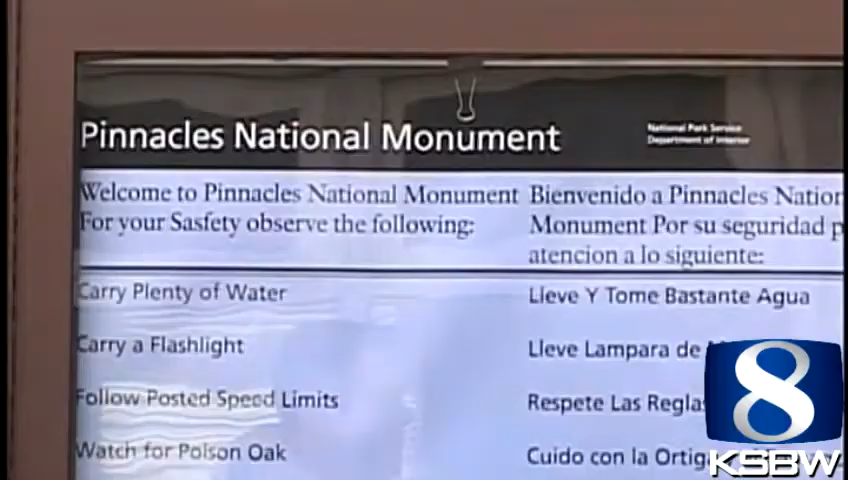 Pinnacles National Monument
National Park Service
Department of Interior
Welcome to Pinnacles National Monument
For your Sasfety observe the following:
Bienvenido a Pinnacles Nation
Monument Por su seguridad p
atencion a lo siguiente:
Carry Plenty of Water
Lleve Y Tome Bastante Agua
Carry a Flashlight
Lleve Lampara de
Follow Posted Speed Limits
Respete Las Reglas
Watch for Poison Oak
Cuido con la Ortig
8
KSBW